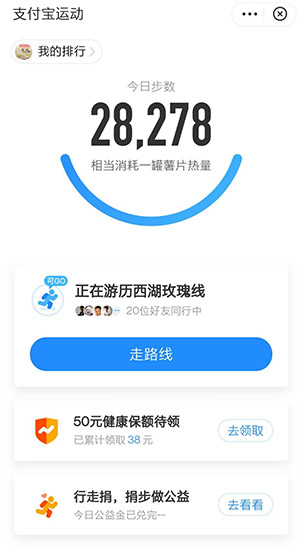 支付宝运动
我的排行
今日步数
28,278
相当消耗一罐薯片热量
可GO
正在游历西湖玫瑰线
20位好友同行中
走路线
50元健康保额待领
已累计领取 38 元
去领取
行走捐，捐步做公益
今日公益金已兑完~~
去看看